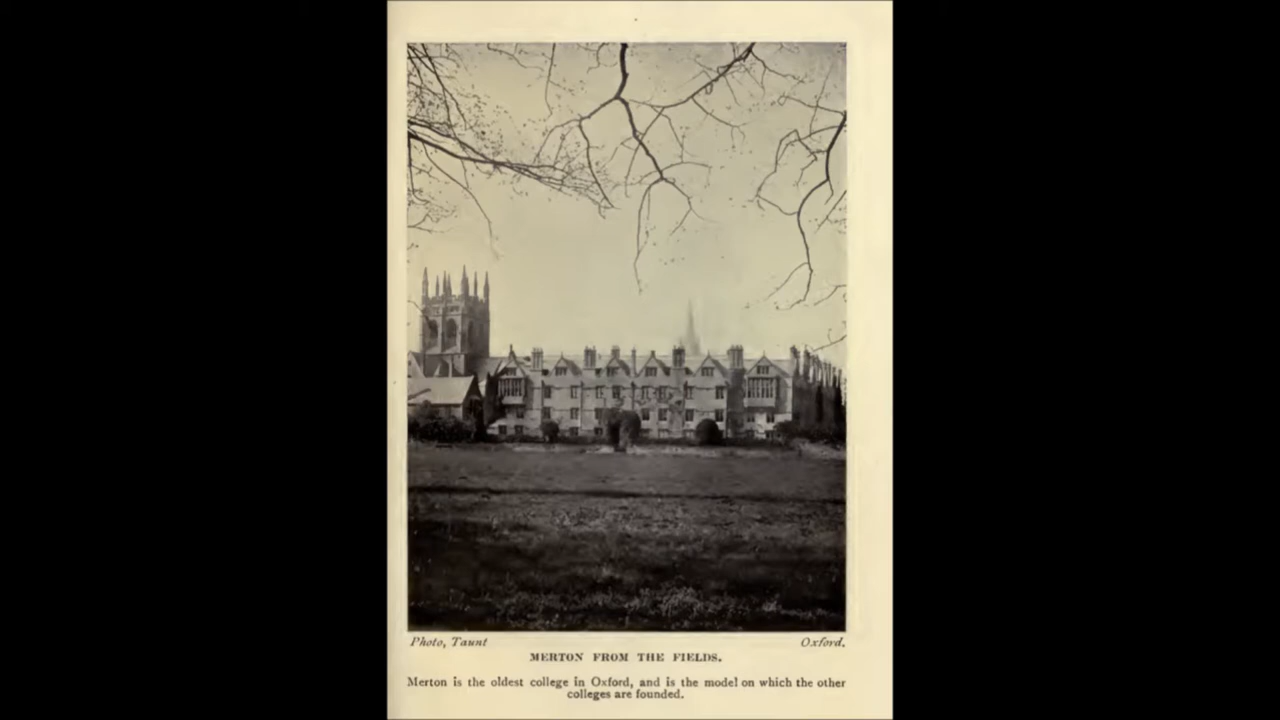 Photo, Taunt Oxford.
MERTON FROM THE FIELDS.
Merton is the oldest college in Oxford, and is the model on which the other
colleges are founded.